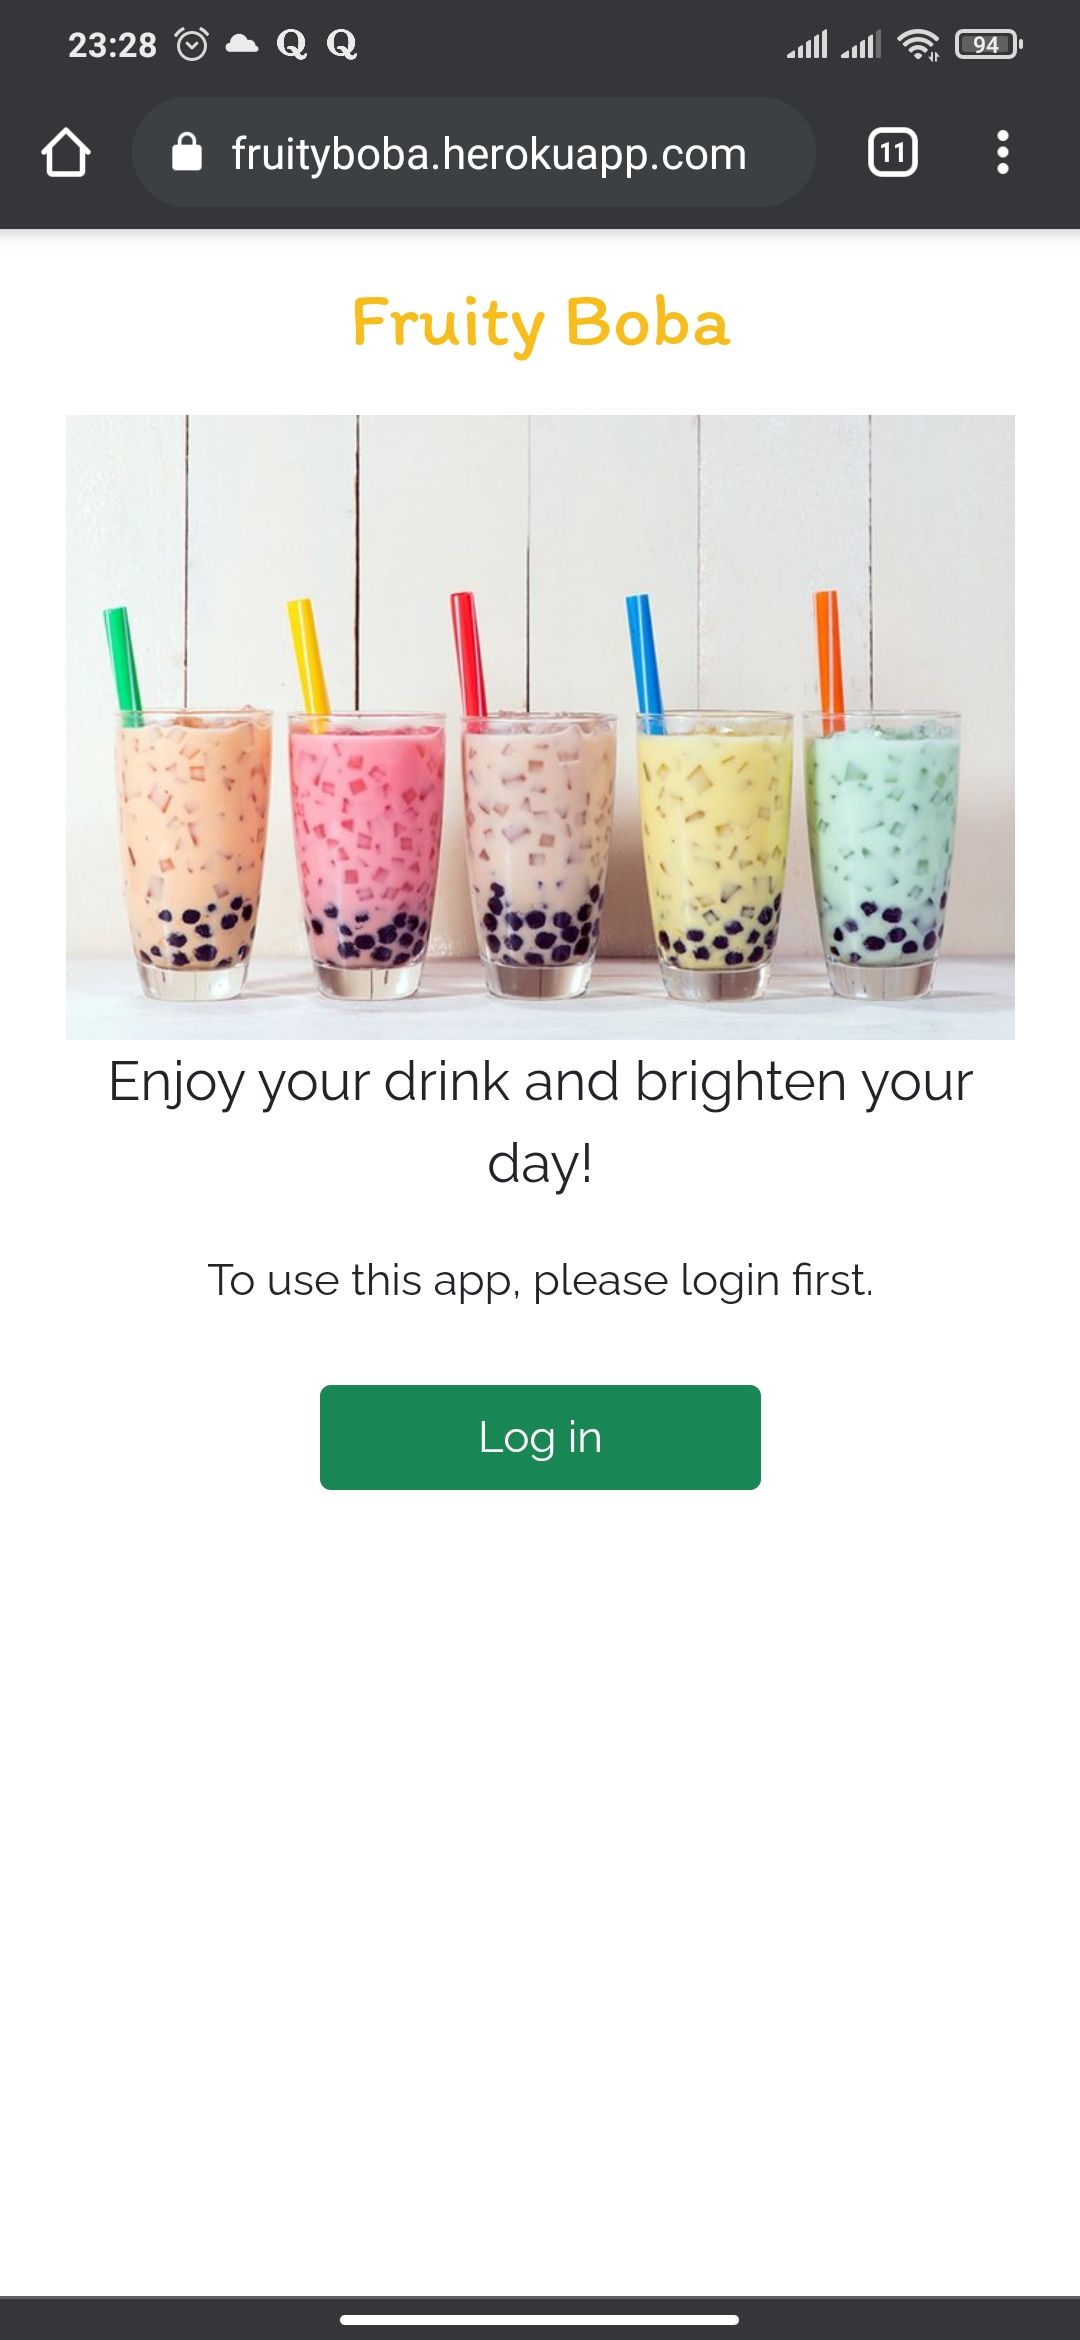 23:28 Q Q 94
fruityboba.herokuapp.com 11
Fruity Boba
Enjoy your drink and brighten your
day!
To use this app, please login first.
Log in